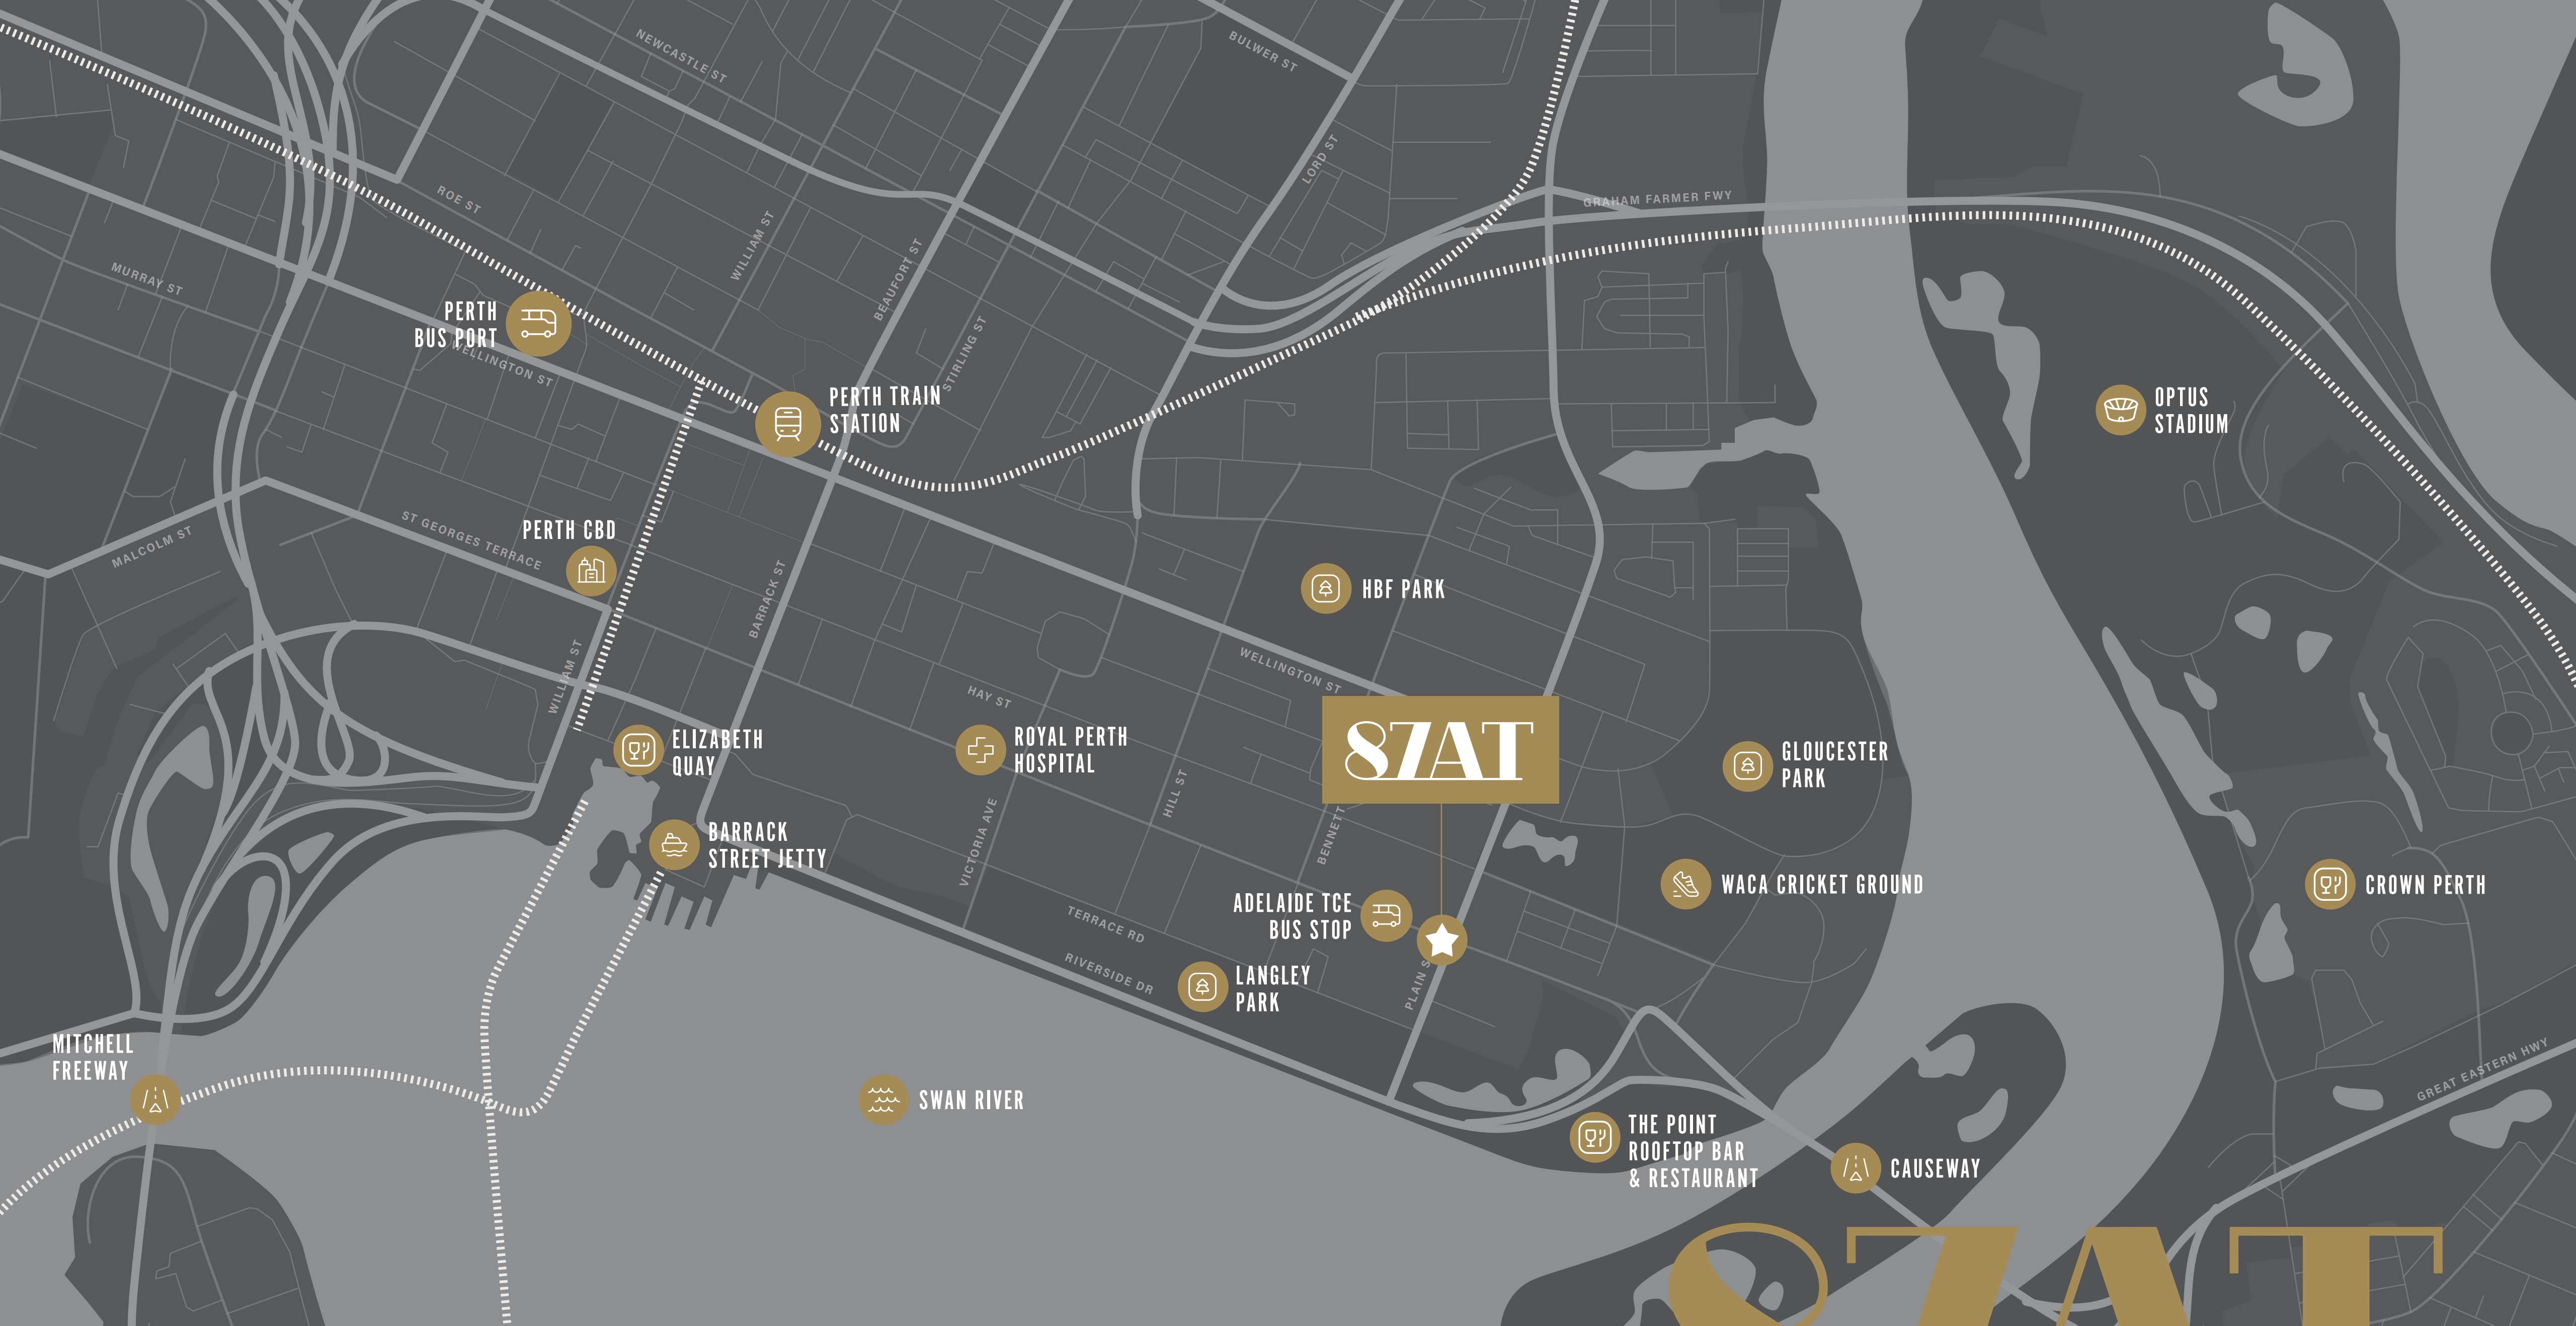 NEWCASTLE ST
BULWER ST
LORD ST
ROE ST
GRAHAM FARMER FWY
WILLIAM ST
BEAUFORT ST
MURRAY ST
PERTH
BUS PORT
WELLINGTON ST
STIRLING ST
PERTH TRAIN
STATION
OPTUS
STADIUM
ST GEORGES TERRACE
PERTH CBD
MALCOLM ST
BARRACK ST
HBF PARK
WILLIAM ST
WELLINGTON ST
HAY ST
ELIZABETH
QUAY
ROYAL PERTH
HOSPITAL
87AT
GLOUCESTER
PARK
HILL ST
BARRACK
STREET JETTY
VICTORIA AVE
BENNETT
WACA CRICKET GROUND
CROWN PERTH
ADELAIDE TCE
BUS STOP
TERRACE RD
RIVERSIDE DR
LANGLEY
PARK
PLAIN S
MITCHELL
FREEWAY
SWAN RIVER
GREAT EASTERN HWY
THE POINT
ROOFTOP BAR
& RESTAURANT
CAUSEWAY
87AT